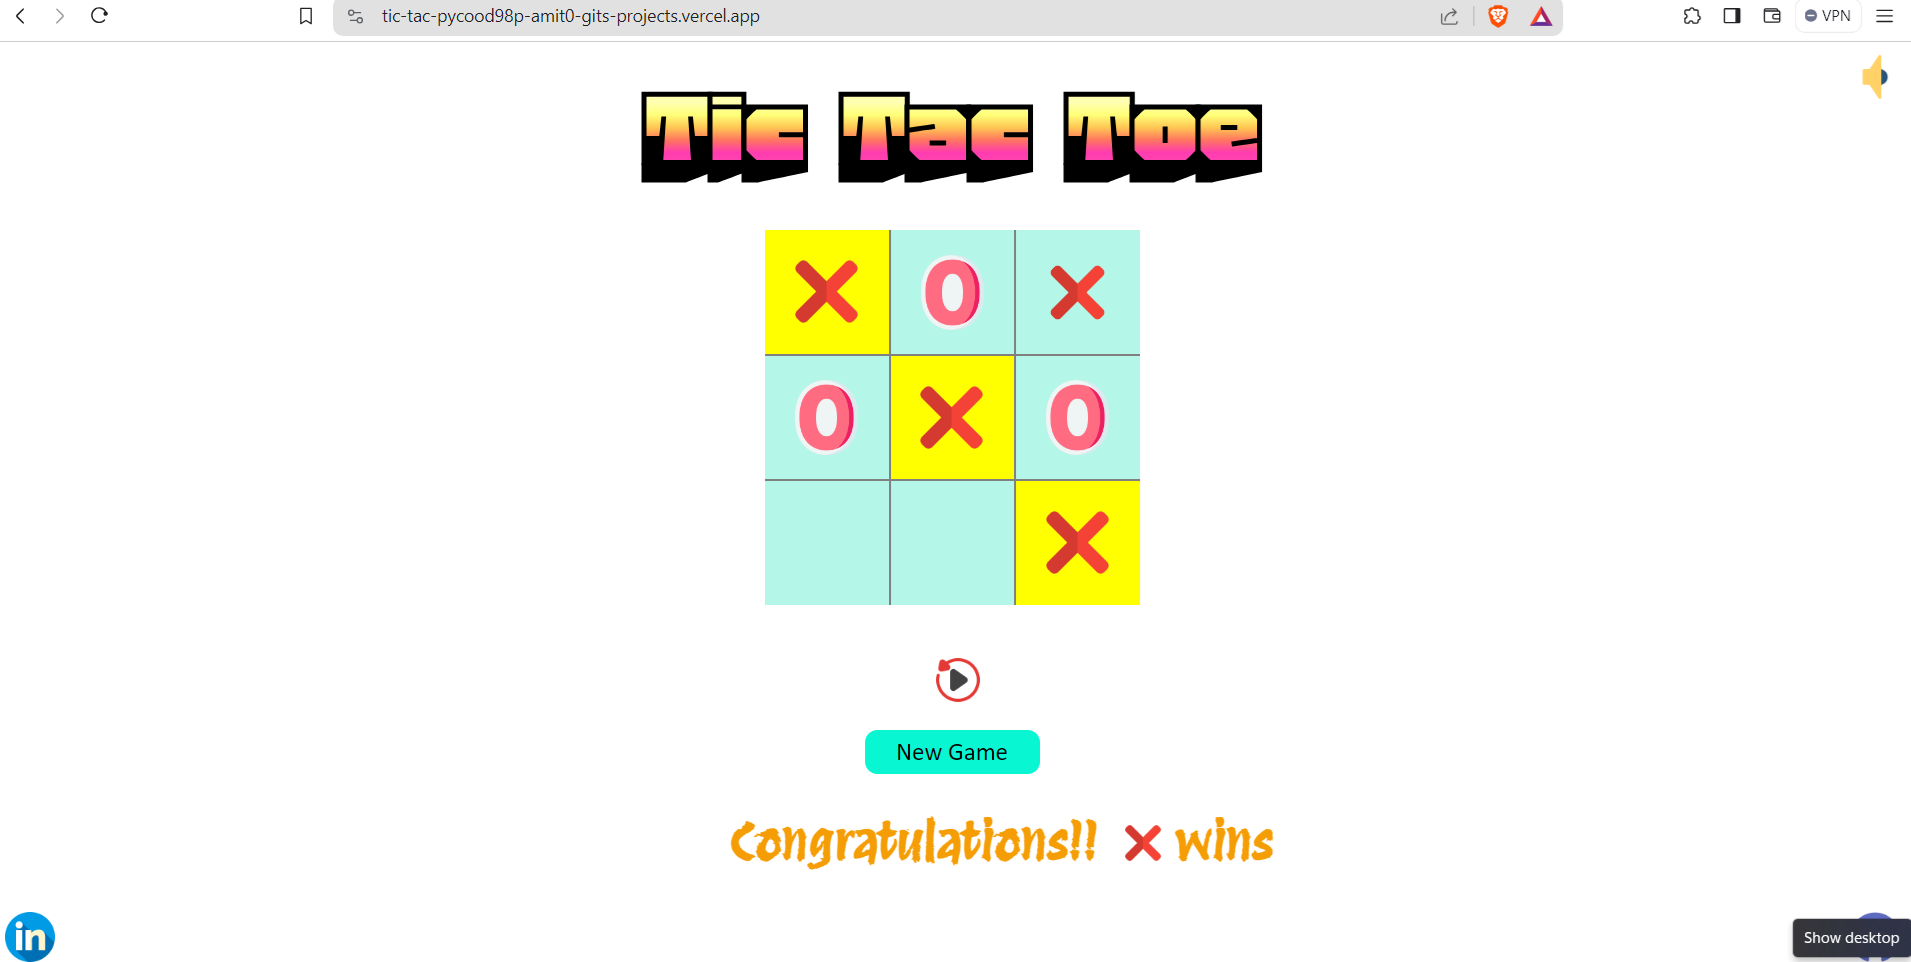 tic-tac-pycood98p-amit0-gits-projects.vercel.app
VPN
Tic Tac Toe
X O X
O X O
X
New Game
Congratulations!! X wins
in
Show desktop